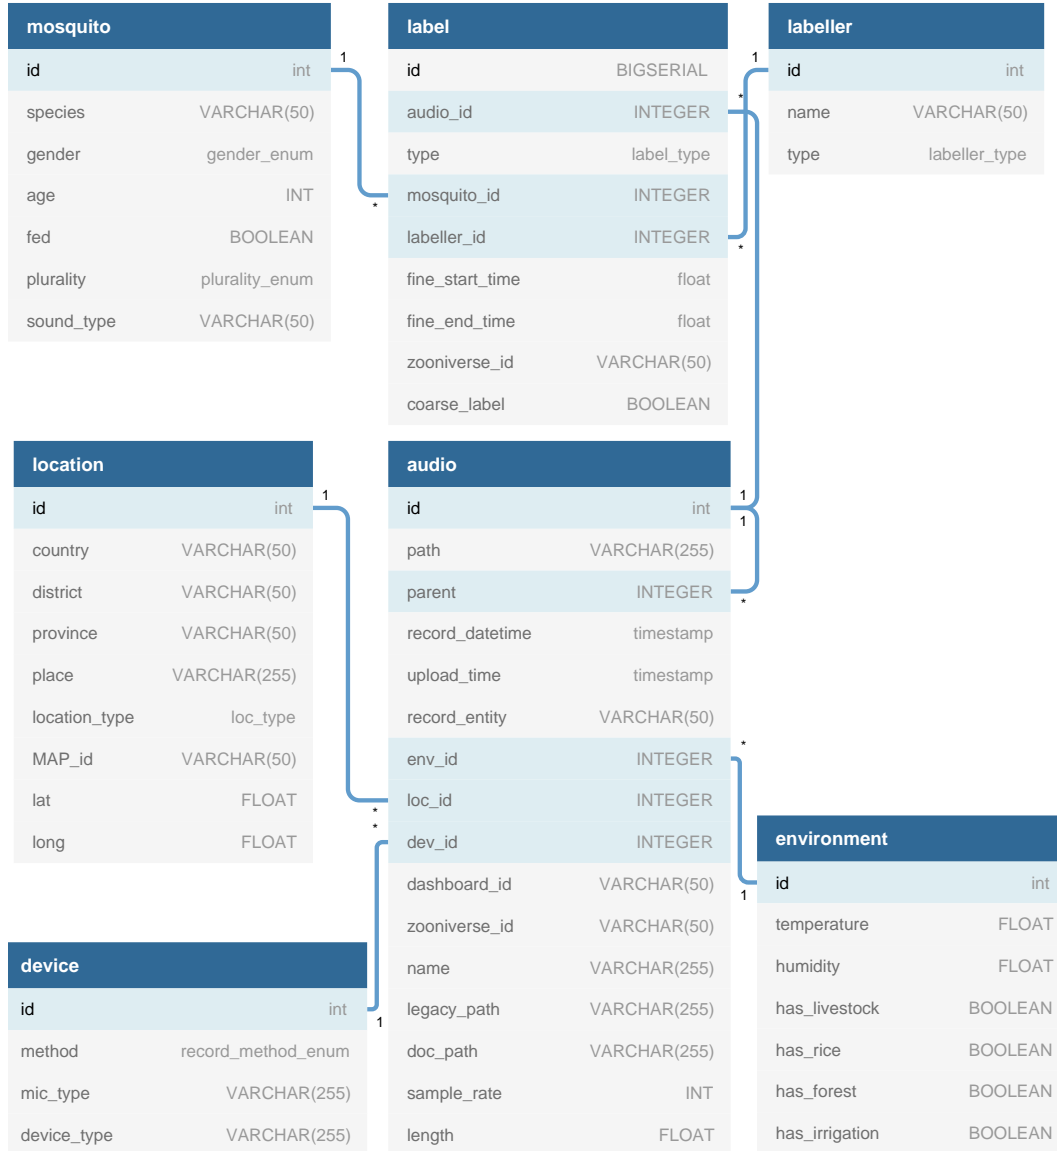 mosquito
id int
species VARCHAR(50)
gender gender_enum
age INT
fed BOOLEAN
plurality plurality_enum
sound_type VARCHAR(50)
1
*
label
id BIGSERIAL
audio_id INTEGER
type label_type
mosquito_id INTEGER
labeller_id INTEGER
fine_start_time float
fine_end_time float
zooniverse_id VARCHAR(50)
coarse_label BOOLEAN
*
*
1
labeller
id int
name VARCHAR(50)
type labeller_type
location
id int
country VARCHAR(50)
district VARCHAR(50)
province VARCHAR(50)
place VARCHAR(255)
location_type loc_type
MAP_id VARCHAR(50)
lat FLOAT
long FLOAT
1
*
*
audio
id int
path VARCHAR(255)
parent INTEGER
record_datetime timestamp
upload_time timestamp
record_entity VARCHAR(50)
env_id INTEGER
loc_id INTEGER
dev_id INTEGER
dashboard_id VARCHAR(50)
zooniverse_id VARCHAR(50)
name VARCHAR(255)
legacy_path VARCHAR(255)
doc_path VARCHAR(255)
sample_rate INT
length FLOAT
1
1
*
*
1
environment
id int
temperature FLOAT
humidity FLOAT
has_livestock BOOLEAN
has_rice BOOLEAN
has_forest BOOLEAN
has_irrigation BOOLEAN
device
id int
method record_method_enum
mic_type VARCHAR(255)
device_type VARCHAR(255)
1